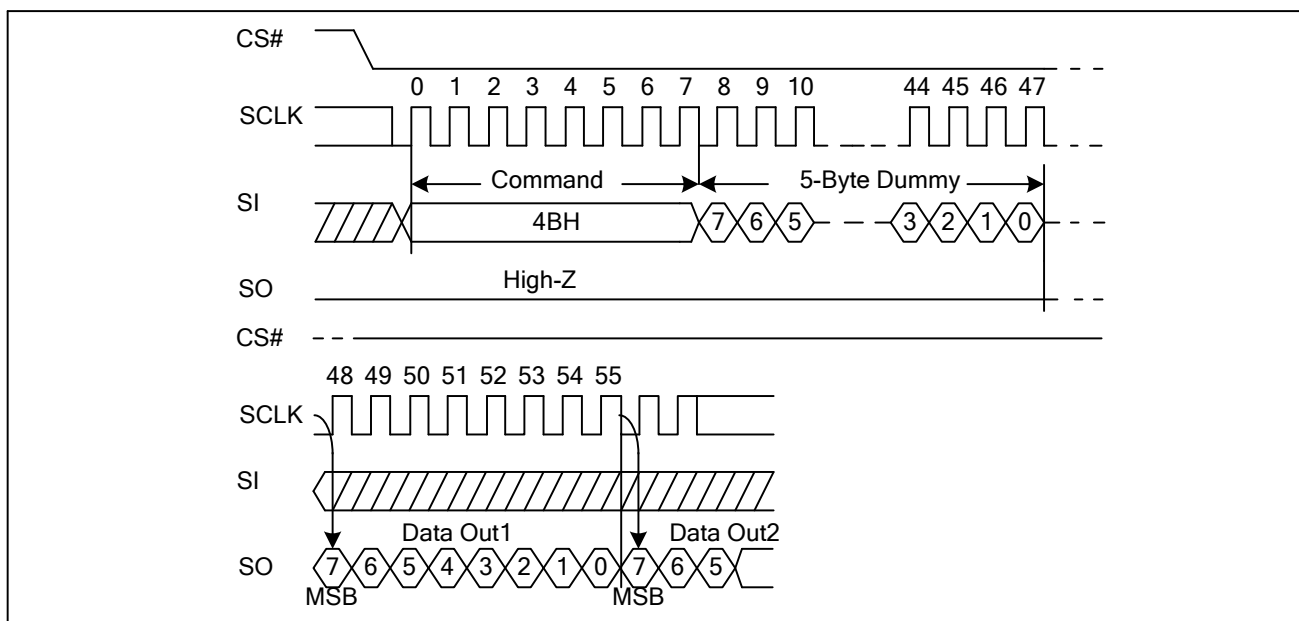 CS#
0 1 2 3 4 5 6 7 8 9 10 44 45 46 47
SCLK
Command 5-Byte Dummy
SI
4BH 7 6 5 3 2 1 0
High-Z
SO
CS#
48 49 50 51 52 53 54 55
SCLK
SI
Data Out1 Data Out2
SO 7 6 5 4 3 2 1 0 7 6 5
MSB MSB